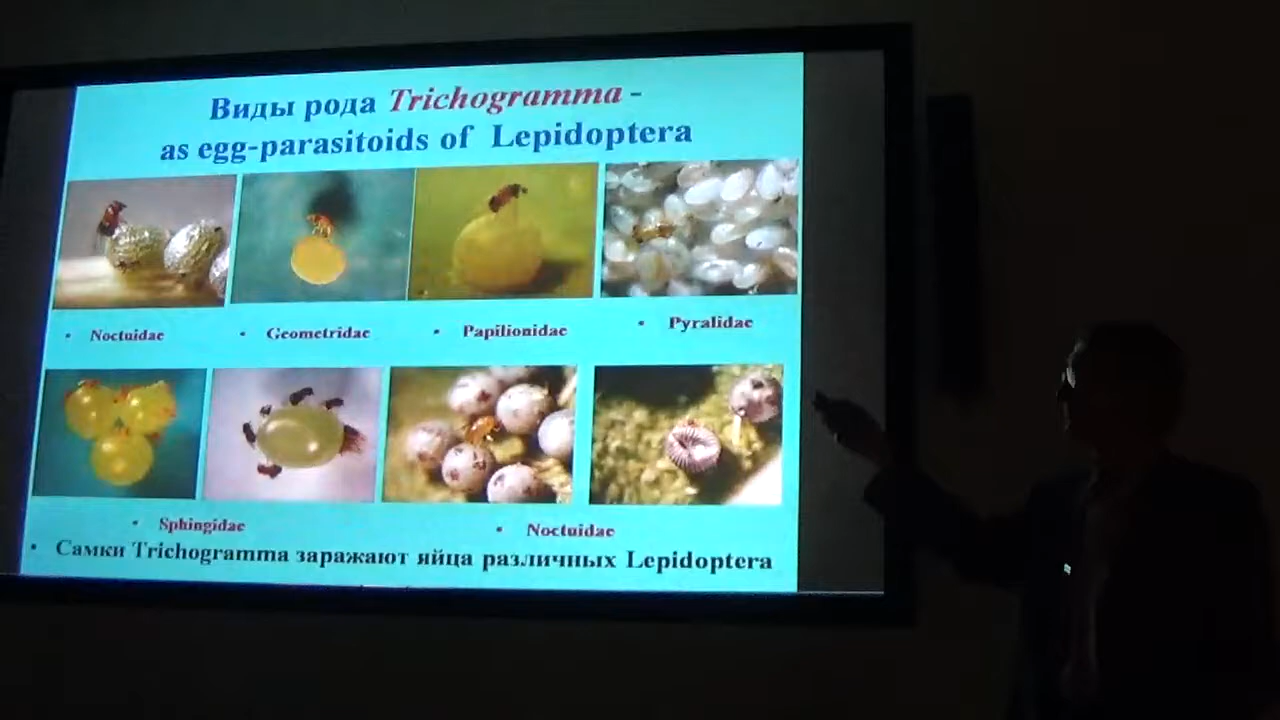 Виды рода Trichogramma -
as egg-parasitoids of Lepidoptera
• Noctuidae • Geometridae • Papilionidae • Pyralidae
• Sphingidae • Noctuidae
• Самки Trichogramma заражают яйца различных Lepidoptera